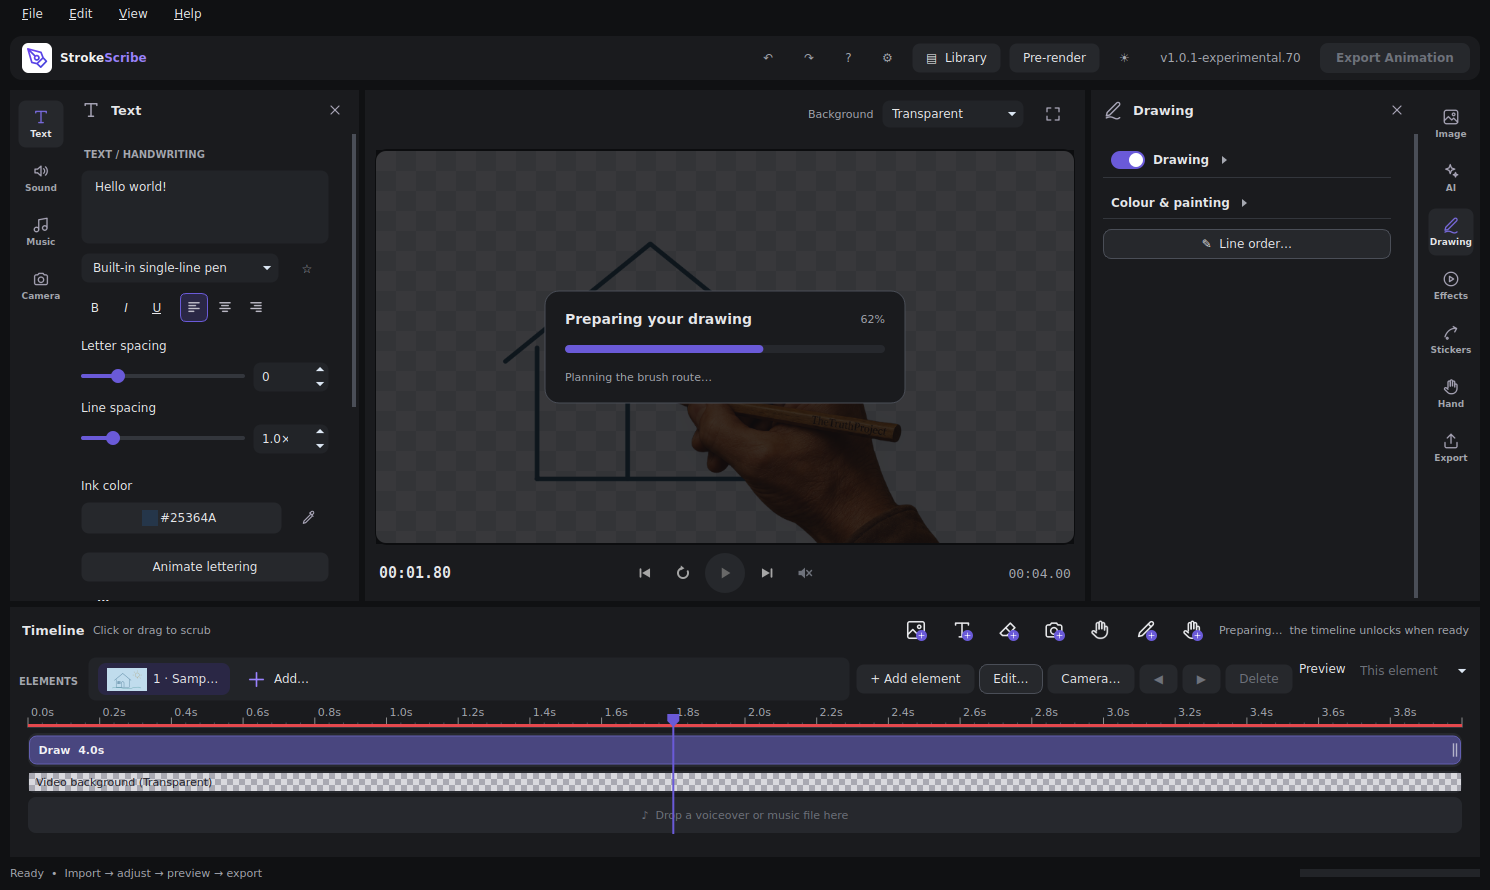 File Edit View Help
StrokeScribe
Library Pre-render v1.0.1-experimental.70 Export Animation
Text
Sound
Music
Camera
Text
TEXT / HANDWRITING
Hello world!
Built-in single-line pen
B I U
Letter spacing
0
Line spacing
1.0×
Ink color
#25364A
Animate lettering
Background Transparent
Preparing your drawing 62%
Planning the brush route...
TheTruthProject
00:01.80
00:04.00
Drawing
Drawing
Colour & painting
Line order...
Image
AI
Drawing
Effects
Stickers
Hand
Export
Timeline Click or drag to scrub
Preparing... the timeline unlocks when ready
ELEMENTS 1 · Samp... Add... + Add element Edit... Camera... Delete Preview This element
0.0s 0.2s 0.4s 0.6s 0.8s 1.0s 1.2s 1.4s 1.6s 1.8s 2.0s 2.2s 2.4s 2.6s 2.8s 3.0s 3.2s 3.4s 3.6s 3.8s
Draw 4.0s
Video background (Transparent)
Drop a voiceover or music file here
Ready • Import → adjust → preview → export